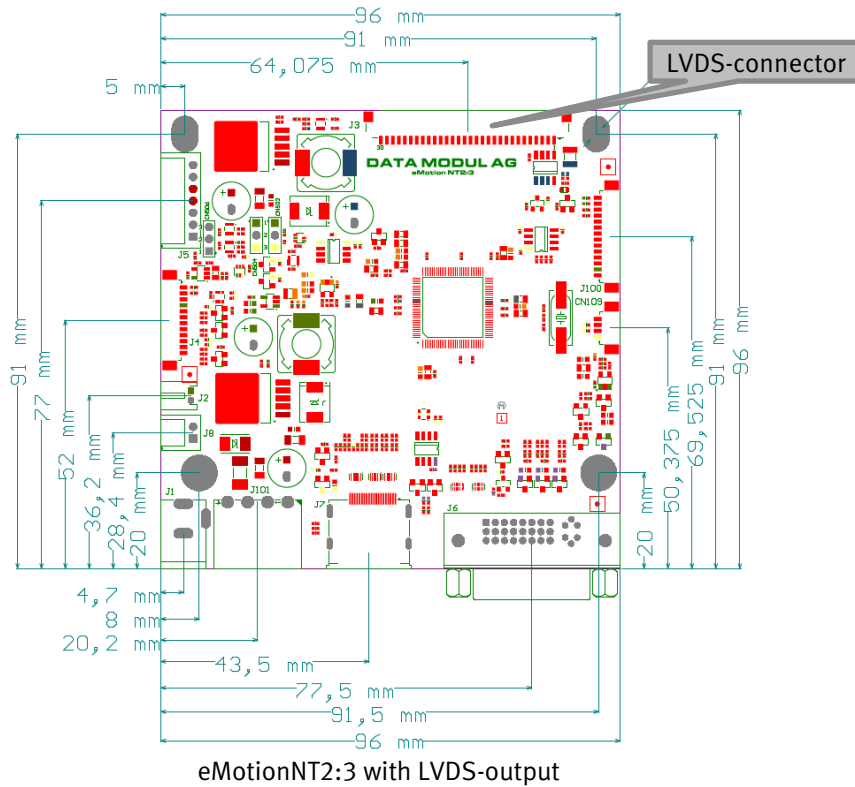 96 mm
91 mm
64,075 mm
5 mm
LVDS-connector
J3
30
DATA MODUL AG
eMotion NT2:3
J5
J100
CN109
J4
J2
J8
J1
J101
J7
J6
91 mm
77 mm
52 mm
36,2 mm
28,4 mm
20 mm
20 mm
50,375 mm
69,525 mm
91 mm
96 mm
4,7 mm
8 mm
20,2 mm
43,5 mm
77,5 mm
91,5 mm
96 mm
eMotionNT2:3 with LVDS-output